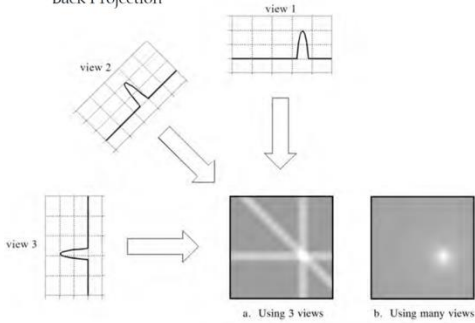 Back Projection
view 1
view 2
view 3
a. Using 3 views
b. Using many views